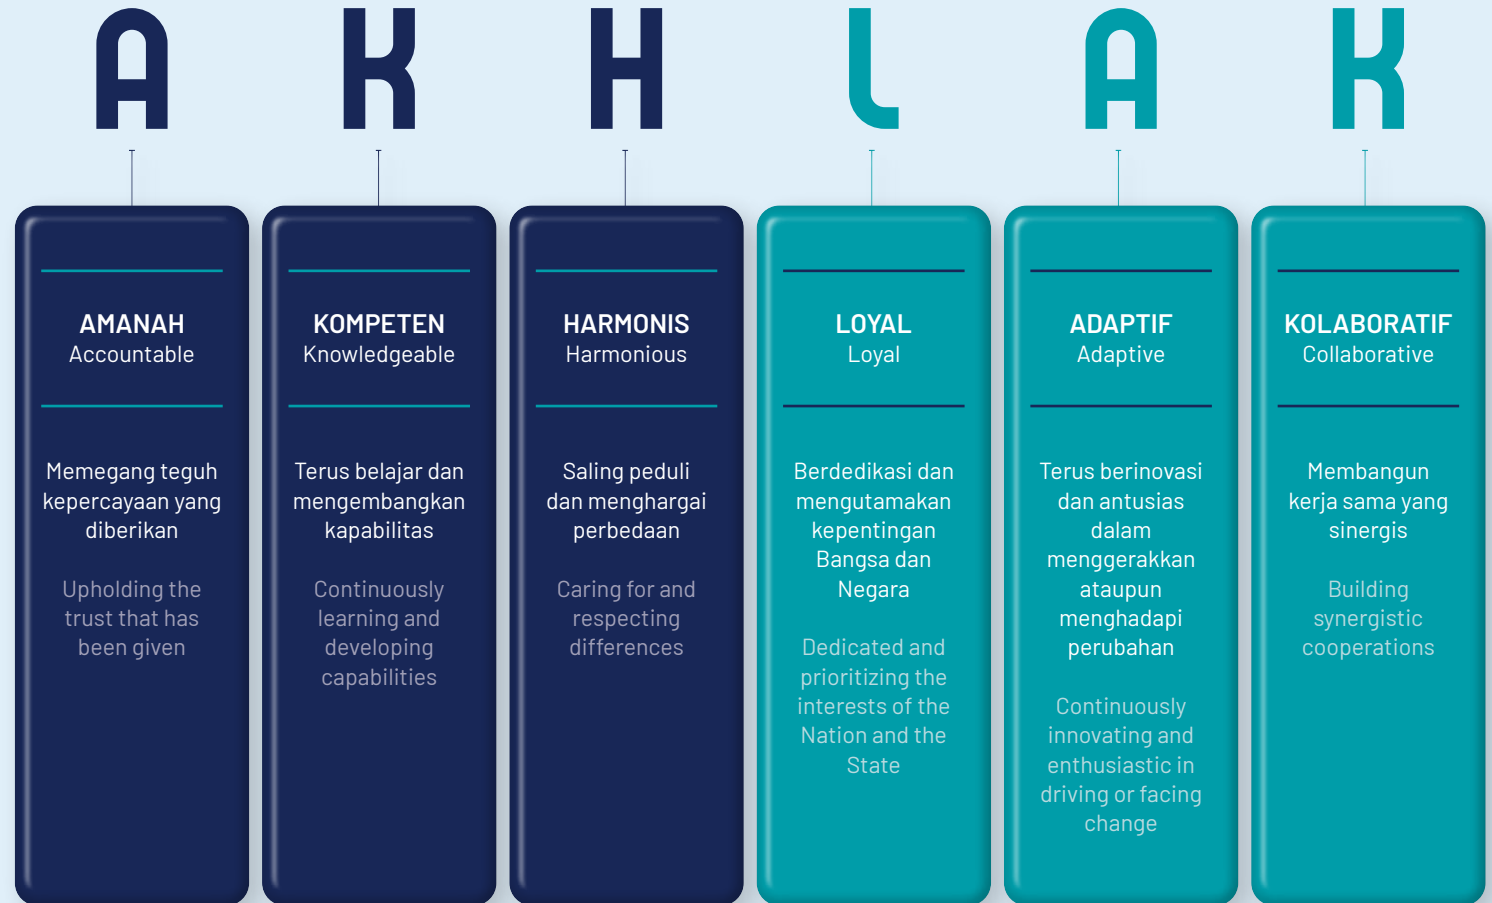 A
K
H
L
A
K
AMANAH
Accountable
Memegang teguh
kepercayaan yang
diberikan
Upholding the
trust that has
been given
KOMPETEN
Knowledgeable
Terus belajar dan
mengembangkan
kapabilitas
Continuously
learning and
developing
capabilities
HARMONIS
Harmonious
Saling peduli
dan menghargai
perbedaan
Caring for and
respecting
differences
LOYAL
Loyal
Berdedikasi dan
mengutamakan
kepentingan
Bangsa dan
Negara
Dedicated and
prioritizing the
interests of the
Nation and the
State
ADAPTIF
Adaptive
Terus berinovasi
dan antusias
dalam
menggerakkan
ataupun
menghadapi
perubahan
Continuously
innovating and
enthusiastic in
driving or facing
change
KOLABORATIF
Collaborative
Membangun
kerja sama yang
sinergis
Building
synergistic
cooperations